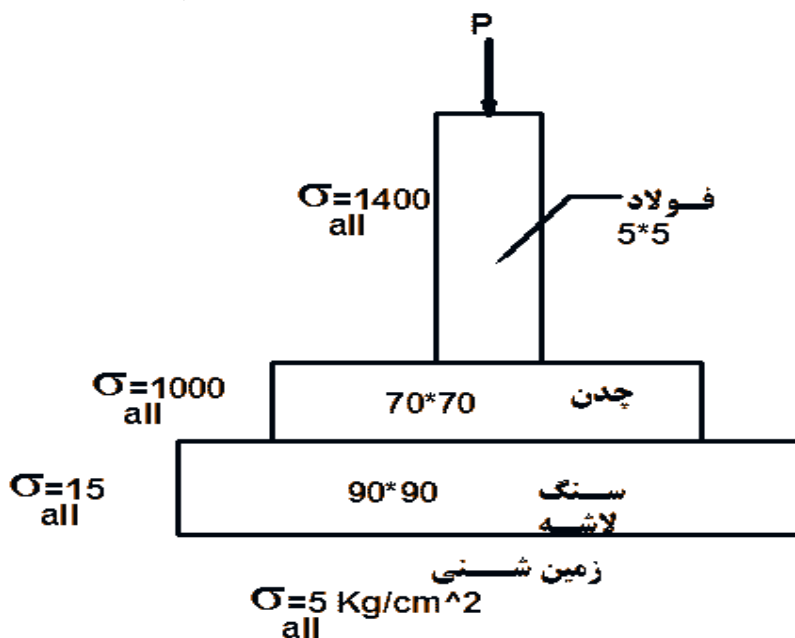 P
σ=1400
all
فولاد
5*5
σ=1000
all
70*70
چدن
σ=15
all
90*90
سنگ
لاشه
زمین شنی
σ=5 Kg/cm^2
all